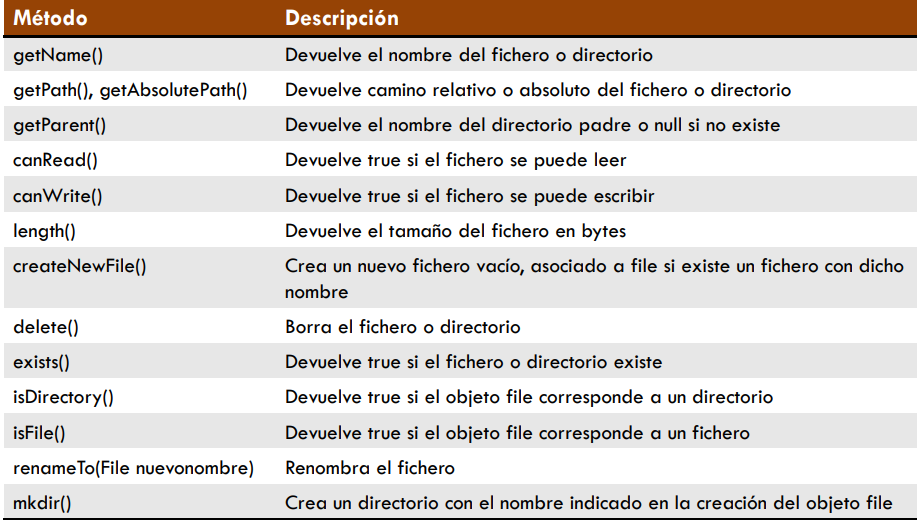 Método Descripción
getName() Devuelve el nombre del fichero o directorio
getPath(), getAbsolutePath() Devuelve camino relativo o absoluto del fichero o directorio
getParent() Devuelve el nombre del directorio padre o null si no existe
canRead() Devuelve true si el fichero se puede leer
canWrite() Devuelve true si el fichero se puede escribir
length() Devuelve el tamaño del fichero en bytes
createNewFile() Crea un nuevo fichero vacío, asociado a file si existe un fichero con dicho
nombre
delete() Borra el fichero o directorio
exists() Devuelve true si el fichero o directorio existe
isDirectory() Devuelve true si el objeto file corresponde a un directorio
isFile() Devuelve true si el objeto file corresponde a un fichero
renameTo(File nuevonombre) Renombra el fichero
mkdir() Crea un directorio con el nombre indicado en la creación del objeto file